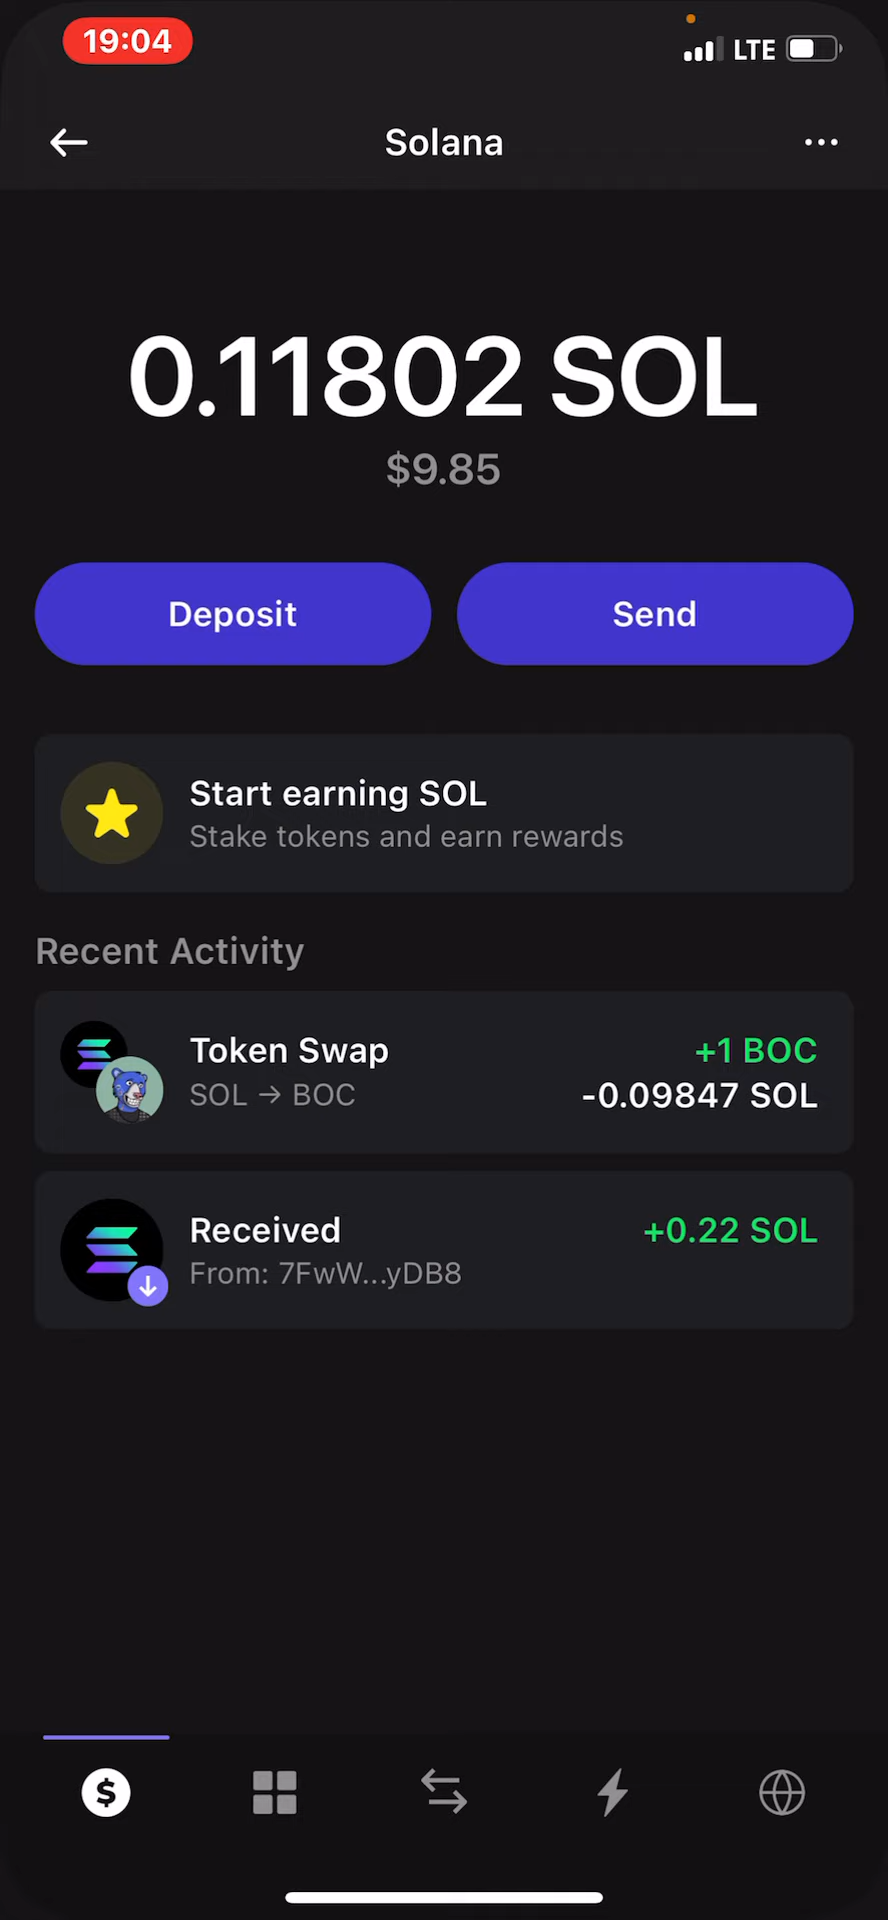 19:04
LTE
Solana
0.11802 SOL
$9.85
Deposit
Send
Start earning SOL
Stake tokens and earn rewards
Recent Activity
Token Swap
+1 BOC
SOL → BOC
-0.09847 SOL
Received
+0.22 SOL
From: 7FwW...yDB8